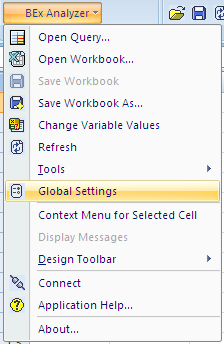 BEx Analyzer
Open Query...
Open Workbook...
Save Workbook
Save Workbook As...
Change Variable Values
Refresh
Tools
Global Settings
Context Menu for Selected Cell
Display Messages
Design Toolbar
Connect
Application Help...
About...